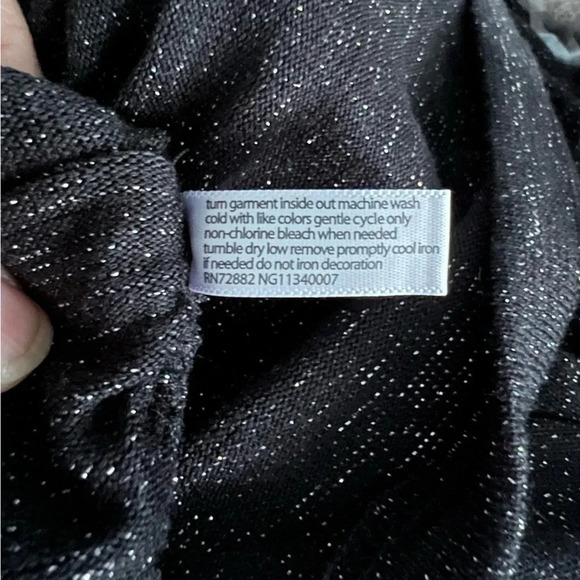 turn garment inside out machine wash
cold with like colors gentle cycle only
non-chlorine bleach when needed
tumble dry low remove promptly cool iron
if needed do not iron decoration
RN72882 NG11340007